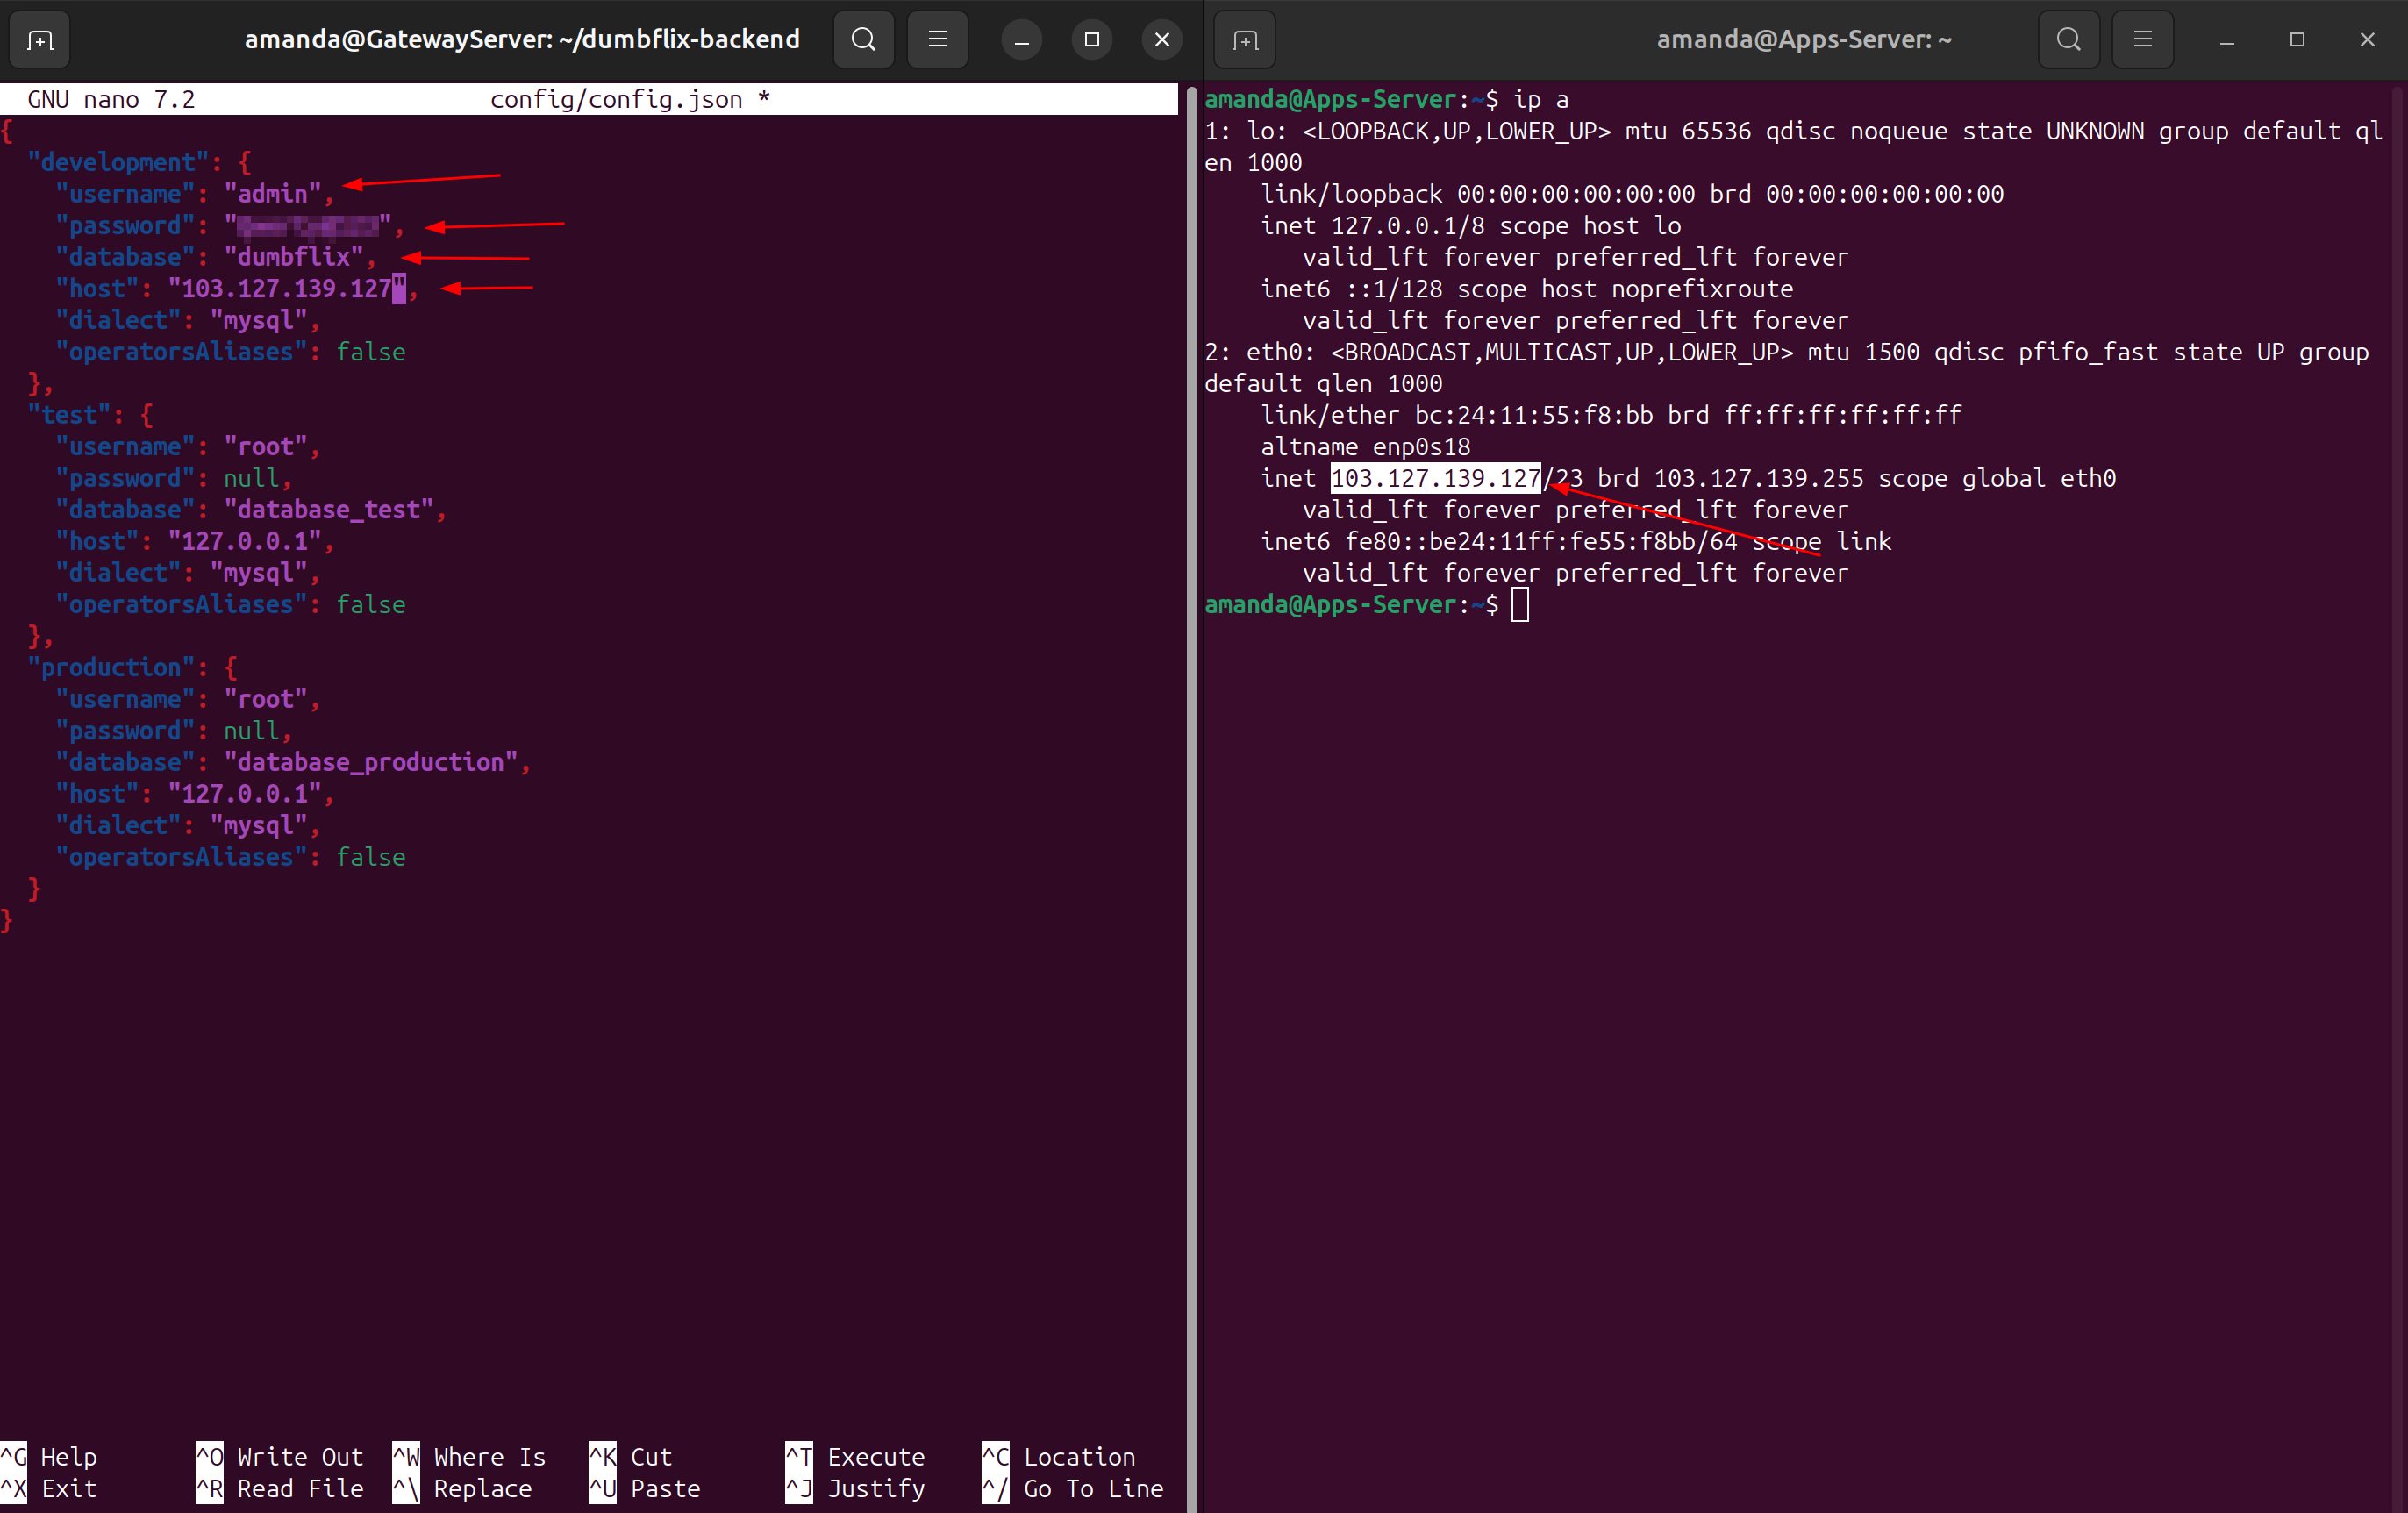 amanda@GatewayServer: ~/dumbflix-backend
GNU nano 7.2 config/config.json *
{
"development": {
"username": "admin",
"password": "",
"database": "dumbflix",
"host": "103.127.139.127",
"dialect": "mysql",
"operatorsAliases": false
},
"test": {
"username": "root",
"password": null,
"database": "database_test",
"host": "127.0.0.1",
"dialect": "mysql",
"operatorsAliases": false
},
"production": {
"username": "root",
"password": null,
"database": "database_production",
"host": "127.0.0.1",
"dialect": "mysql",
"operatorsAliases": false
}
}
^G Help ^O Write Out ^W Where Is ^K Cut ^T Execute ^C Location
^X Exit ^R Read File ^\ Replace ^U Paste ^J Justify ^/ Go To Line
amanda@Apps-Server: ~
amanda@Apps-Server:~$ ip a
1: lo: <LOOPBACK,UP,LOWER_UP> mtu 65536 qdisc noqueue state UNKNOWN group default ql
en 1000
link/loopback 00:00:00:00:00:00 brd 00:00:00:00:00:00
inet 127.0.0.1/8 scope host lo
valid_lft forever preferred_lft forever
inet6 ::1/128 scope host noprefixroute
valid_lft forever preferred_lft forever
2: eth0: <BROADCAST,MULTICAST,UP,LOWER_UP> mtu 1500 qdisc pfifo_fast state UP group
default qlen 1000
link/ether bc:24:11:55:f8:bb brd ff:ff:ff:ff:ff:ff
altname enp0s18
inet 103.127.139.127/23 brd 103.127.139.255 scope global eth0
valid_lft forever preferred_lft forever
inet6 fe80::be24:11ff:fe55:f8bb/64 scope link
valid_lft forever preferred_lft forever
amanda@Apps-Server:~$